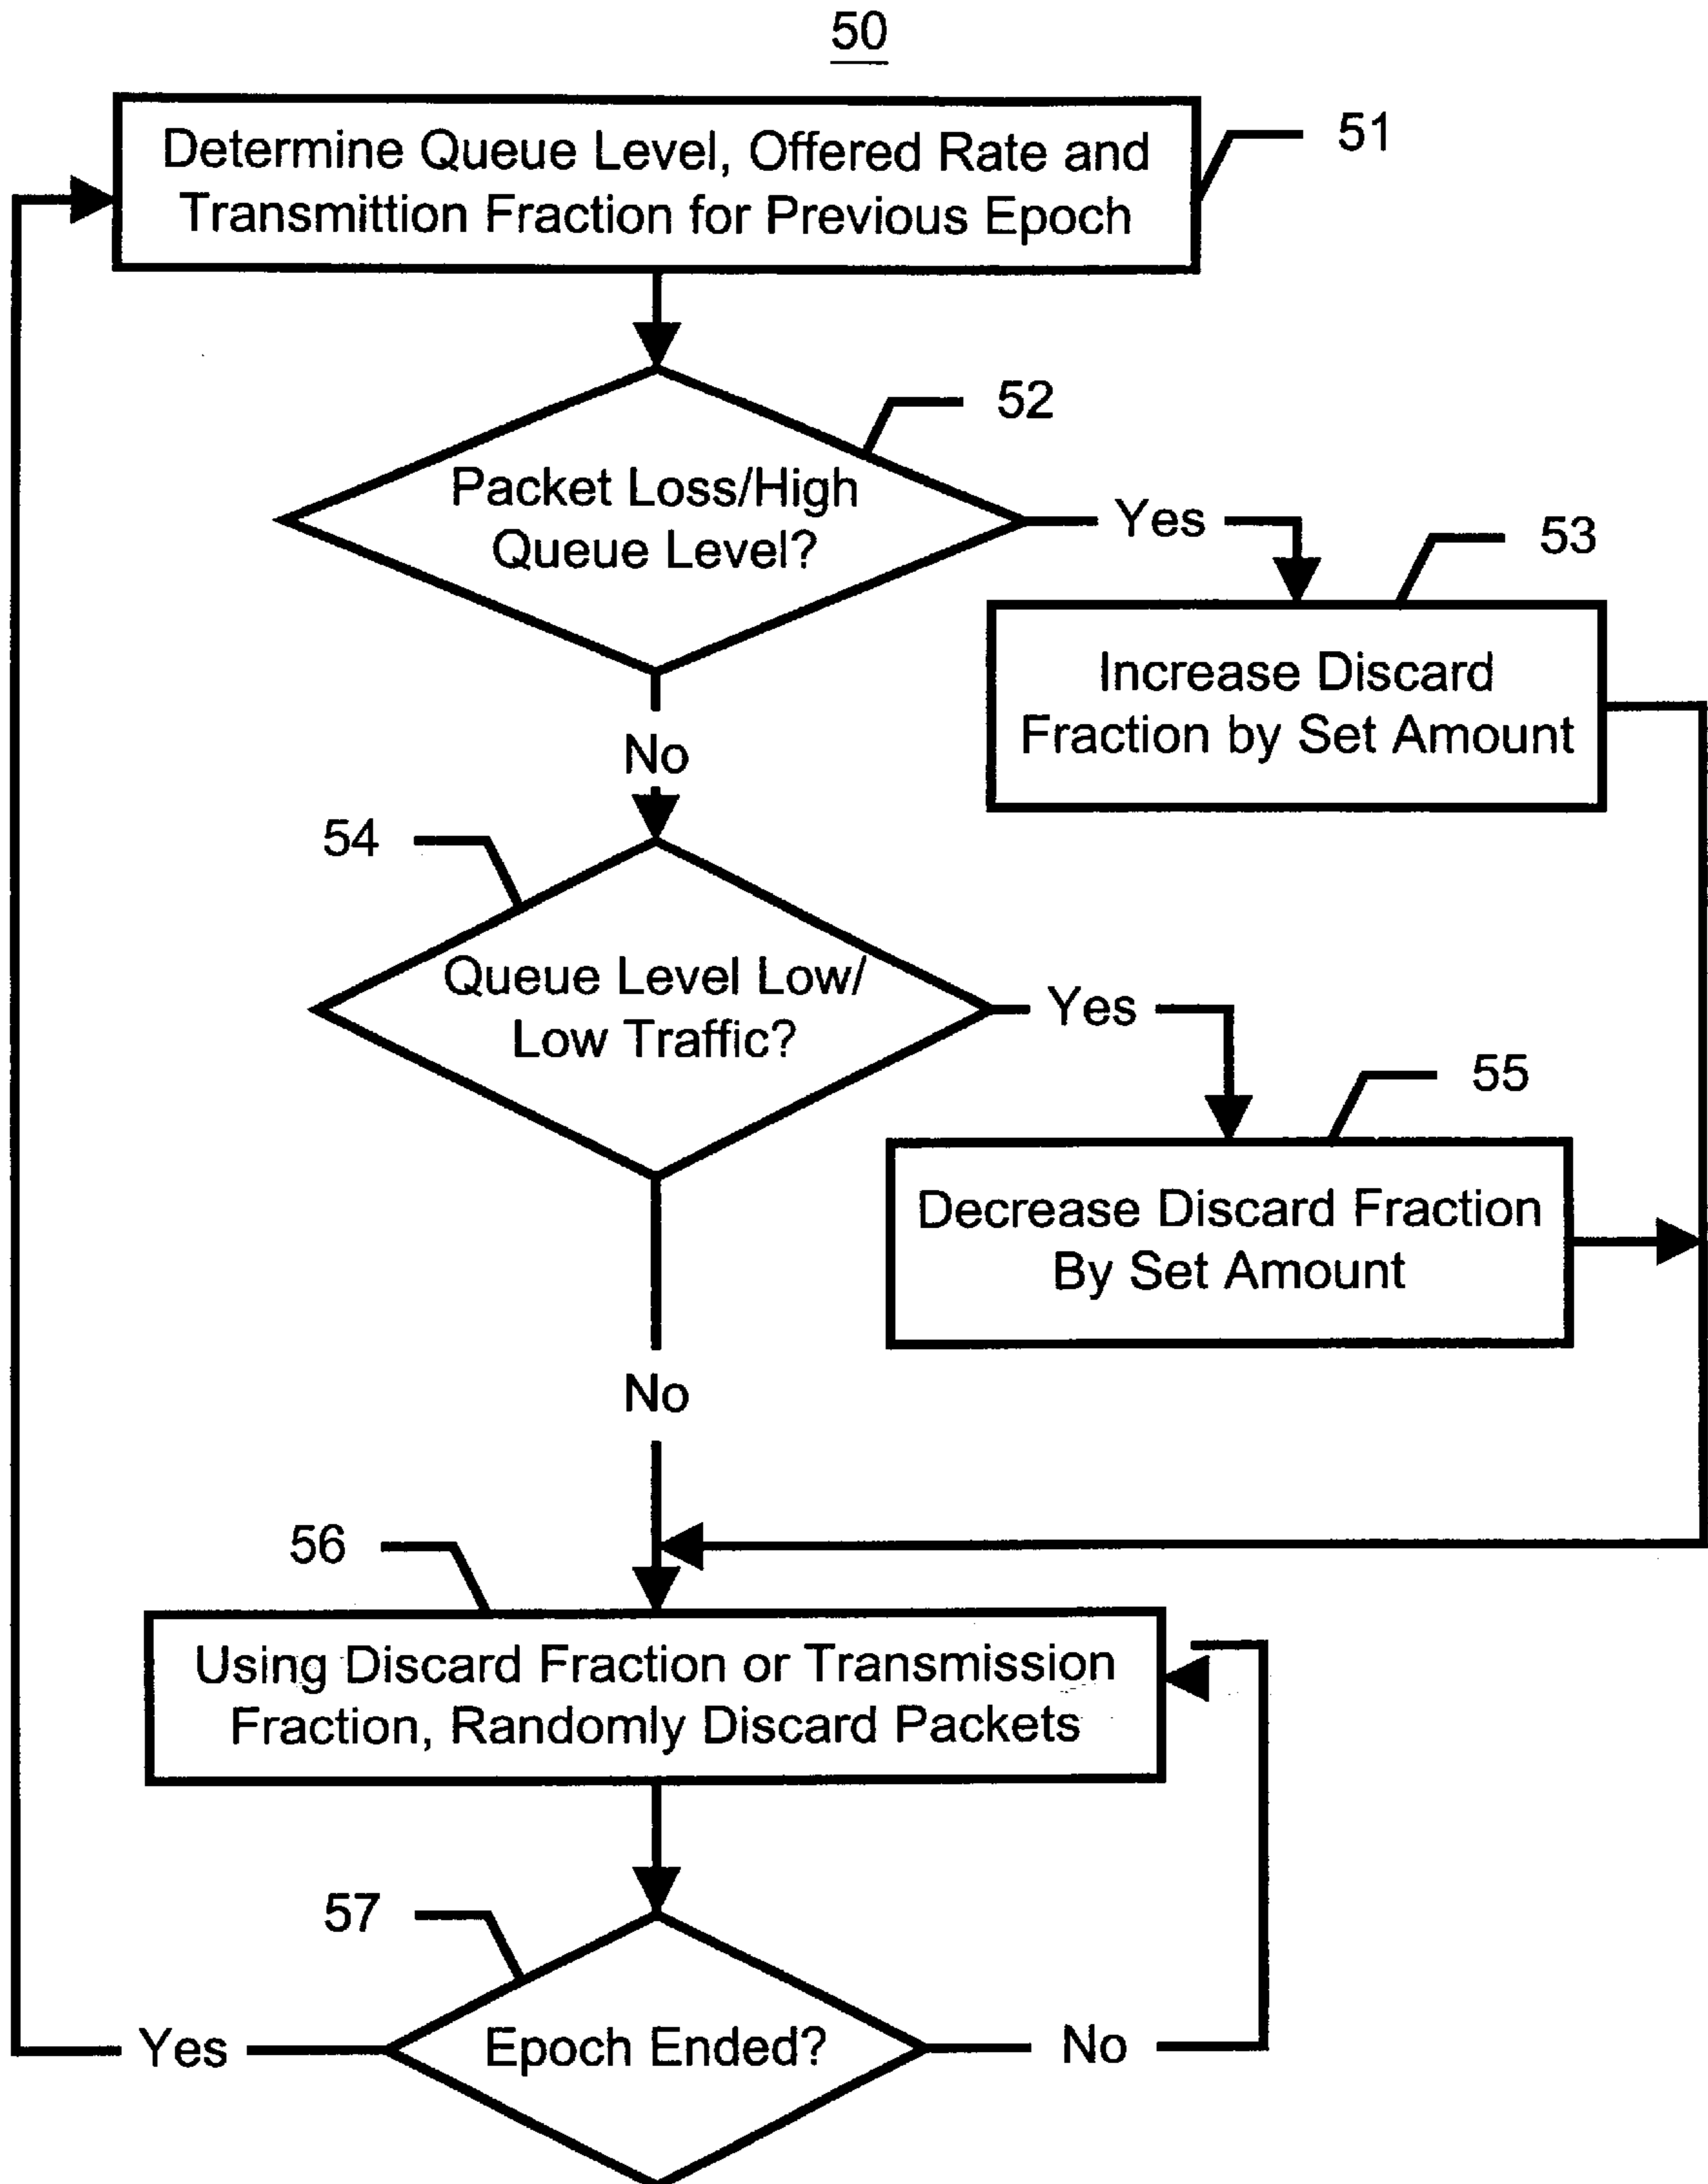 50
Determine Queue Level, Offered Rate and
Transmittion Fraction for Previous Epoch
51
52
Packet Loss/High
Queue Level?
Yes
53
Increase Discard
Fraction by Set Amount
No
54
Queue Level Low/
Low Traffic?
Yes
55
Decrease Discard Fraction
By Set Amount
No
56
Using Discard Fraction or Transmission
Fraction, Randomly Discard Packets
57
Epoch Ended?
Yes
No